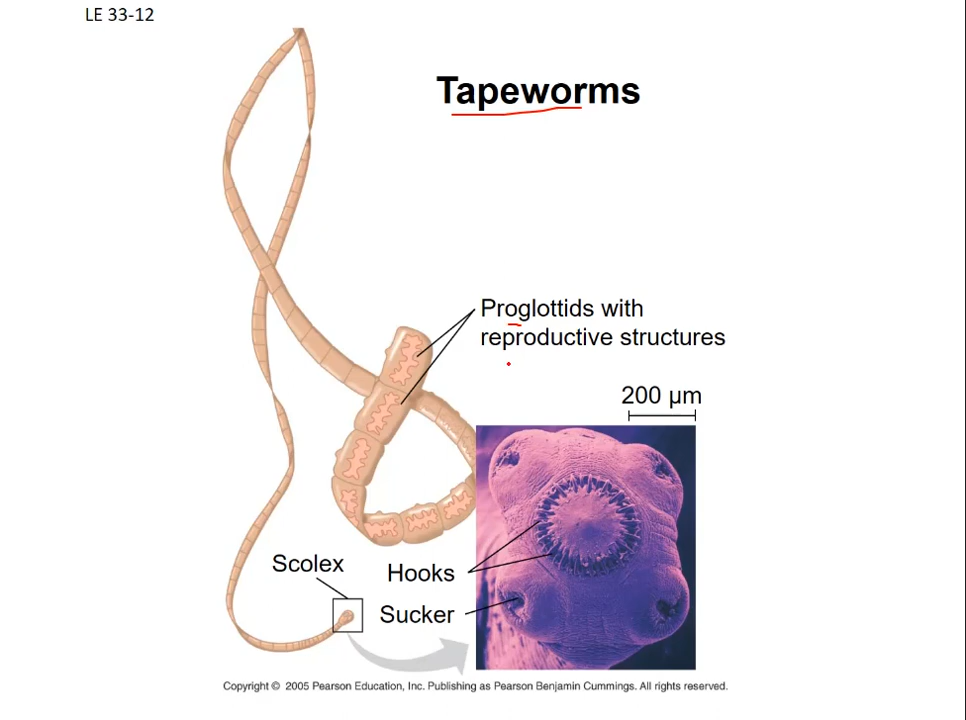 LE 33-12
Tapeworms
Proglottids with
reproductive structures
200 μm
Scolex
Hooks
Sucker
Copyright © 2005 Pearson Education, Inc. Publishing as Pearson Benjamin Cummings. All rights reserved.